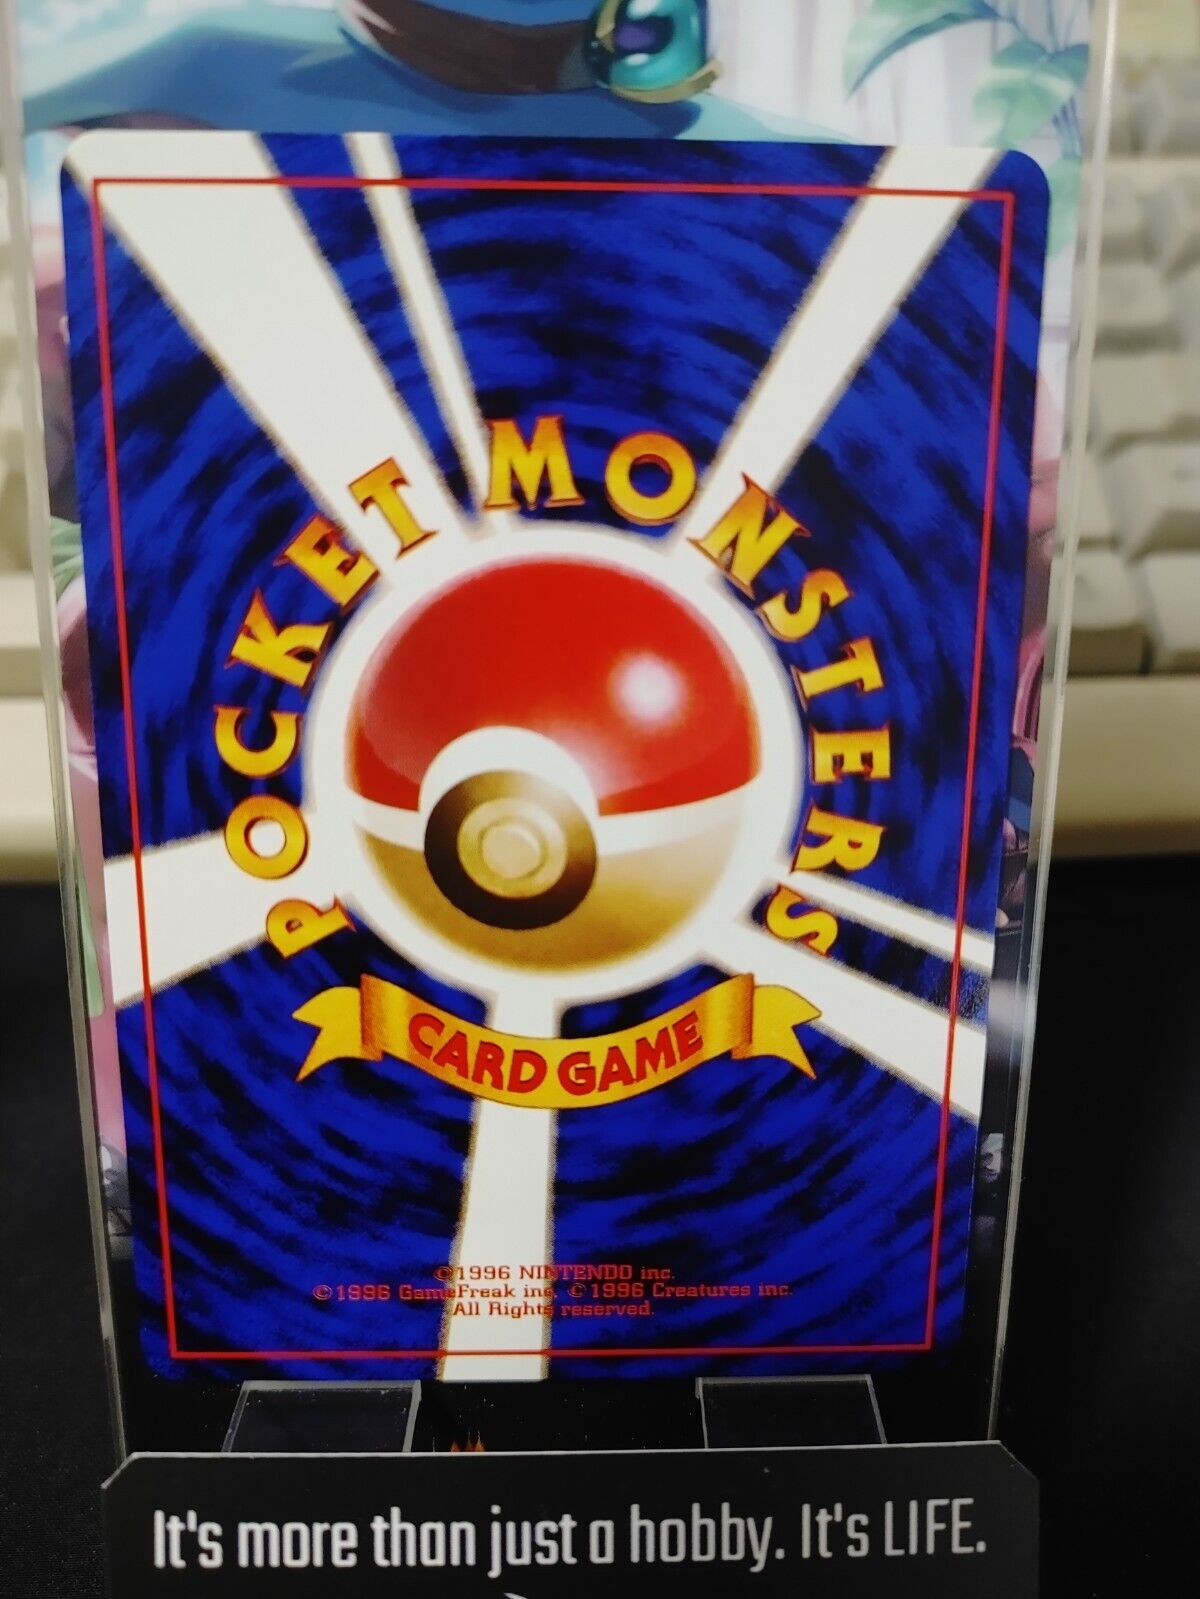 POCKET MONSTERS
CARD GAME
©1996 NINTENDO inc.
©1996 GameFreak inc. ©1996 Creatures inc.
All Rights reserved.
It's more than just a hobby. It's LIFE.